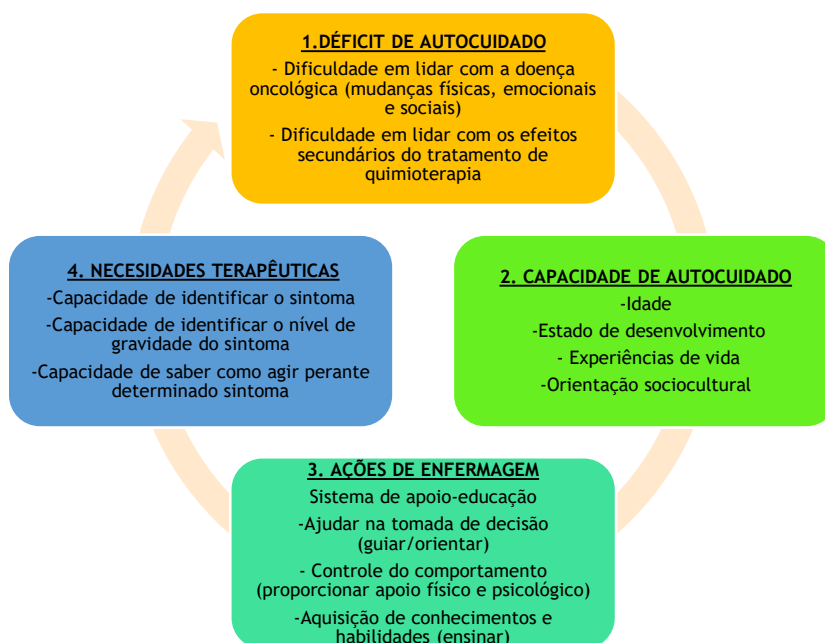 1.DÉFICIT DE AUTOCUIDADO
- Dificuldade em lidar com a doença
oncológica (mudanças físicas, emocionais
e sociais)
- Dificuldade em lidar com os efeitos
secundários do tratamento de
quimioterapia
2. CAPACIDADE DE AUTOCUIDADO
-Idade
-Estado de desenvolvimento
- Experiências de vida
-Orientação sociocultural
3. AÇÕES DE ENFERMAGEM
Sistema de apoio-educação
-Ajudar na tomada de decisão
(guiar/orientar)
- Controle do comportamento
(proporcionar apoio físico e psicológico)
-Aquisição de conhecimentos e
habilidades (ensinar)
4. NECESIDADES TERAPÊUTICAS
-Capacidade de identificar o sintoma
-Capacidade de identificar o nível de
gravidade do sintoma
-Capacidade de saber como agir perante
determinado sintoma